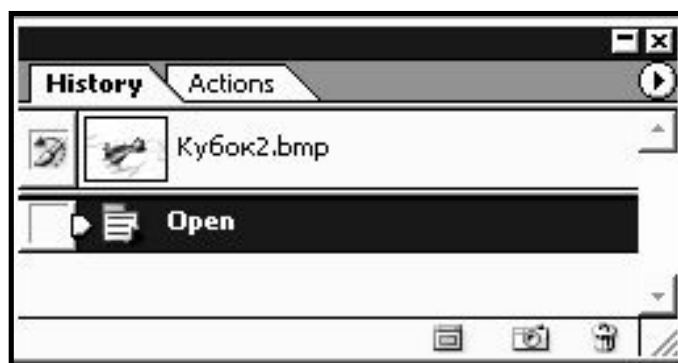 History Actions
Кубок2.bmp
Open